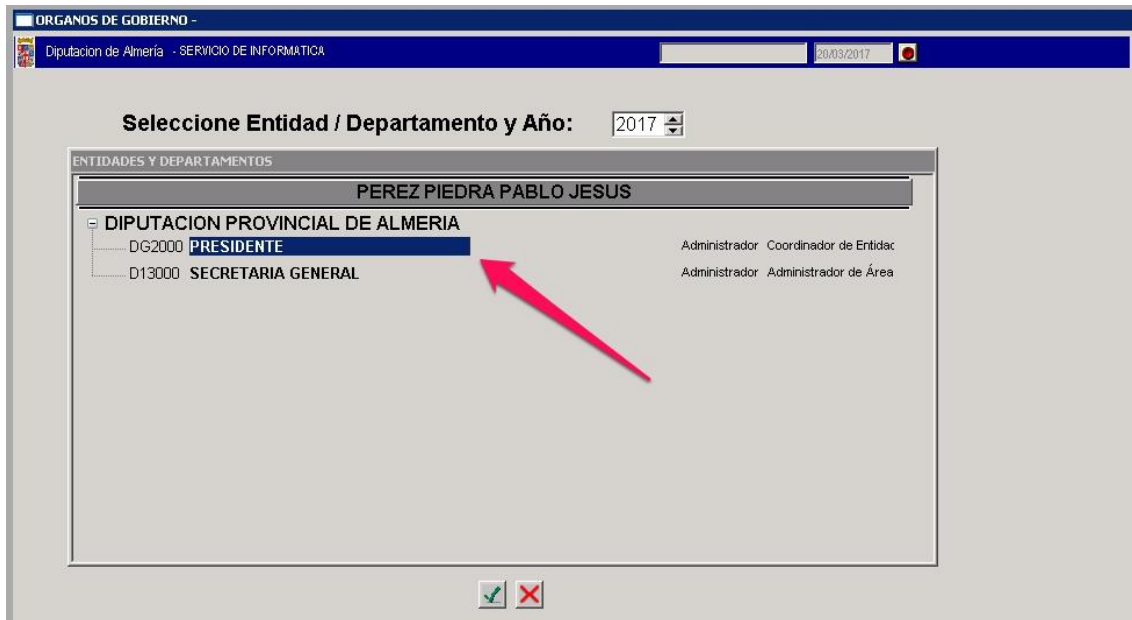 ORGANOS DE GOBIERNO -
Diputacion de Almería - SERVICIO DE INFORMATICA 20/03/2017
Seleccione Entidad / Departamento y Año: 2017
ENTIDADES Y DEPARTAMENTOS
PEREZ PIEDRA PABLO JESUS
DIPUTACION PROVINCIAL DE ALMERIA
DG2000 PRESIDENTE Administrador Coordinador de Entidac
D13000 SECRETARIA GENERAL Administrador Administrador de Área